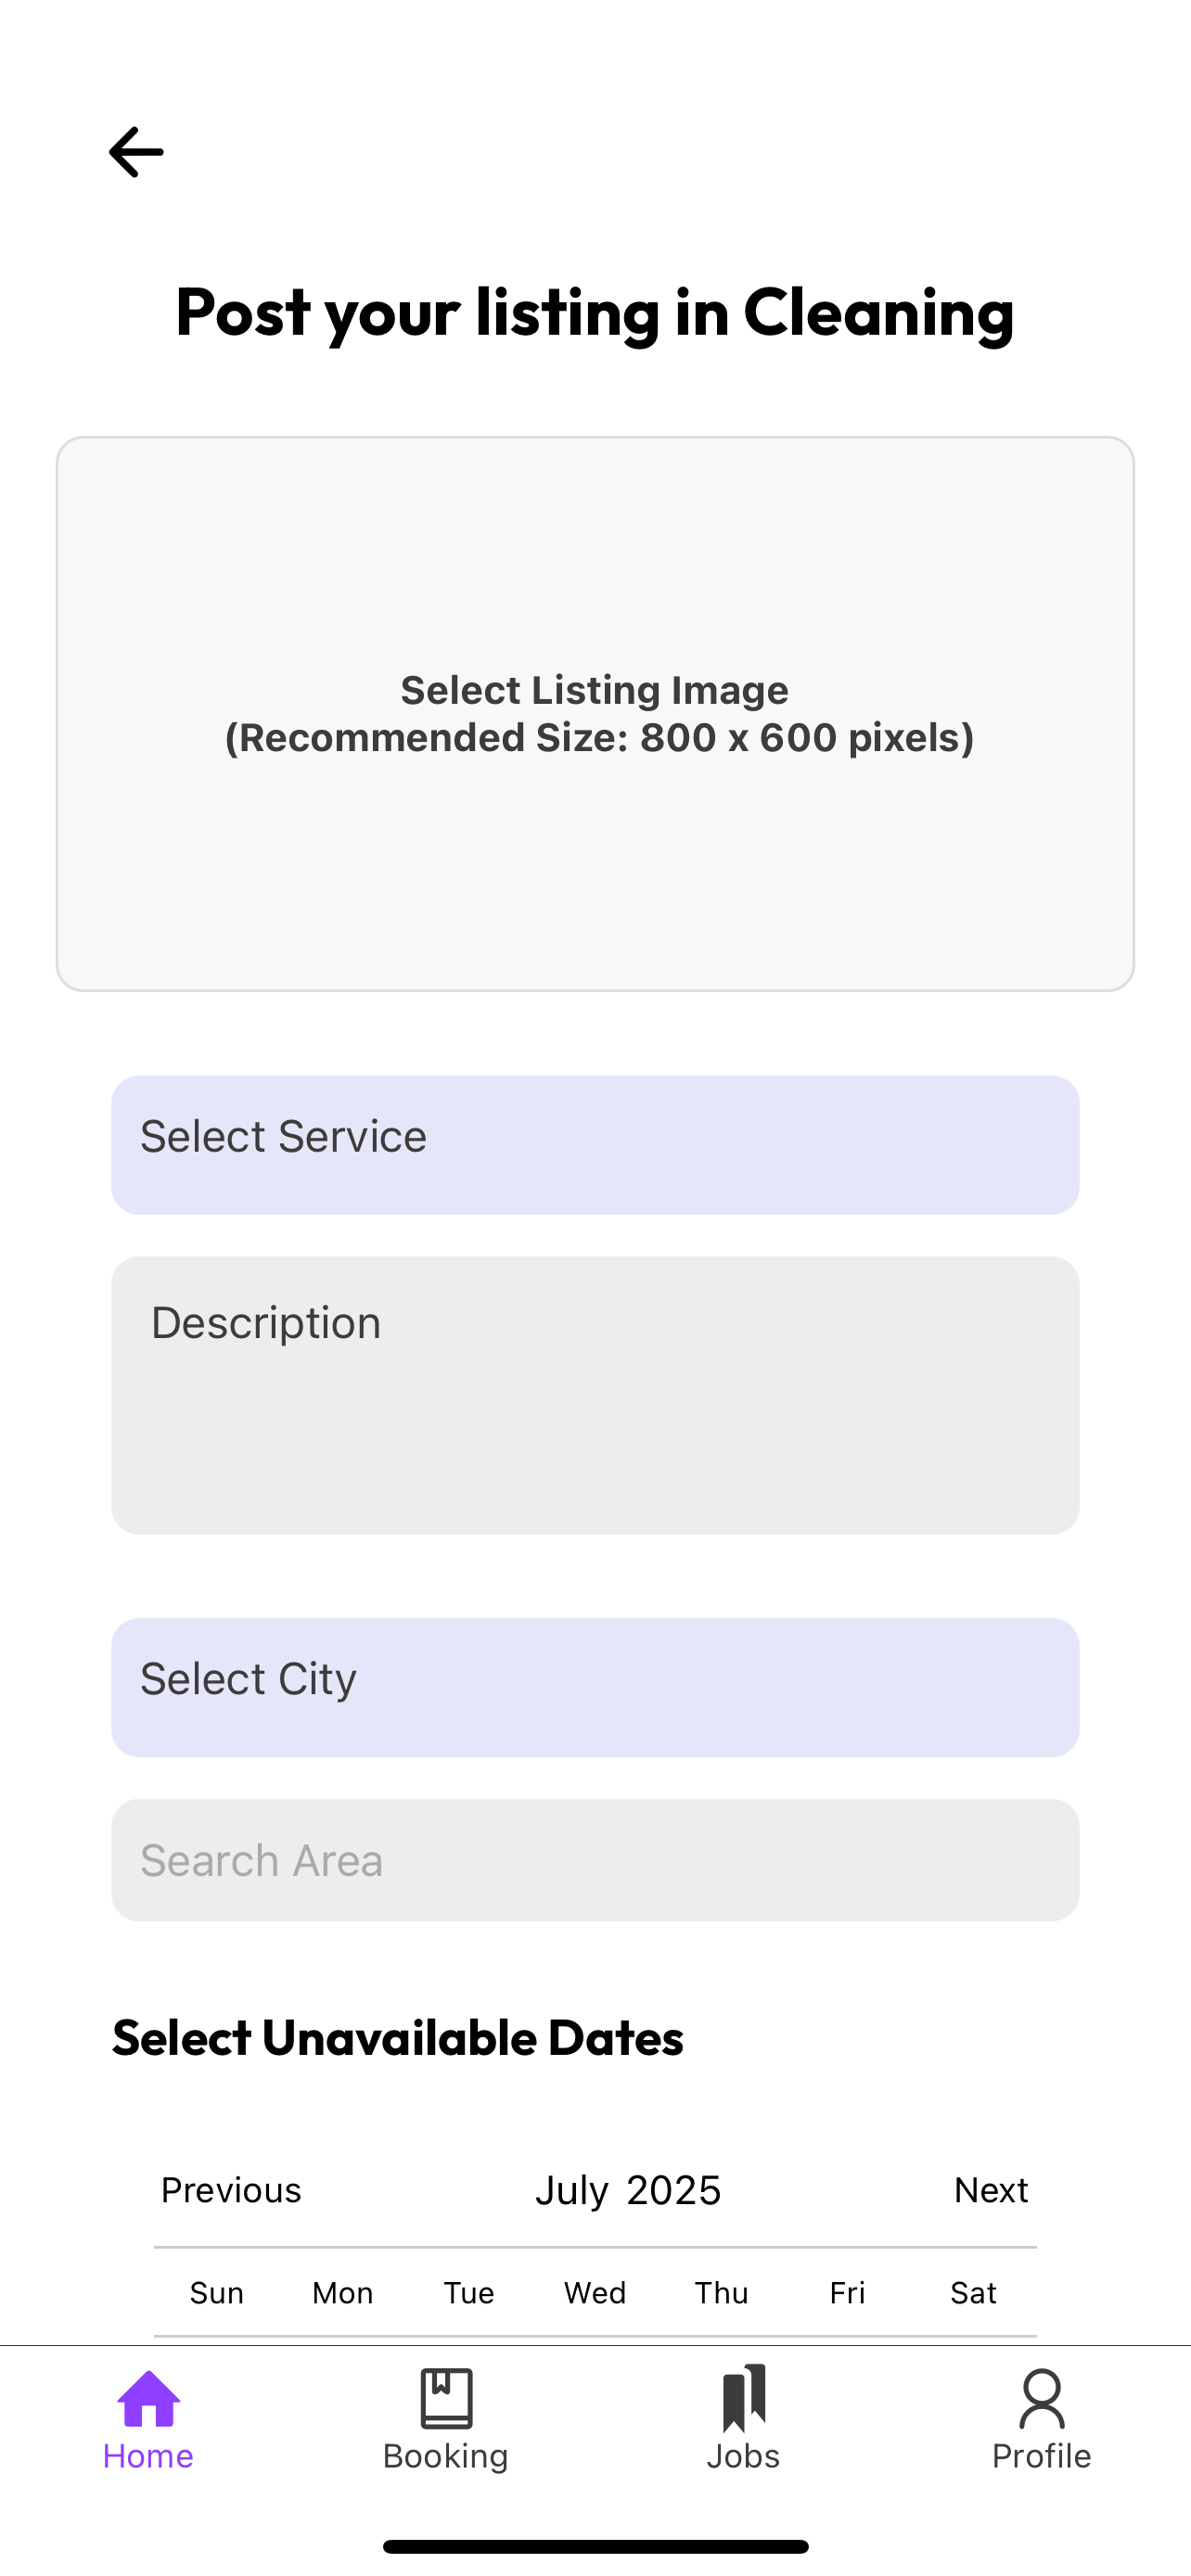 Post your listing in Cleaning
Select Listing Image
(Recommended Size: 800 x 600 pixels)
Select Service
Description
Select City
Search Area
Select Unavailable Dates
Previous July 2025 Next
Sun Mon Tue Wed Thu Fri Sat
Home Booking Jobs Profile